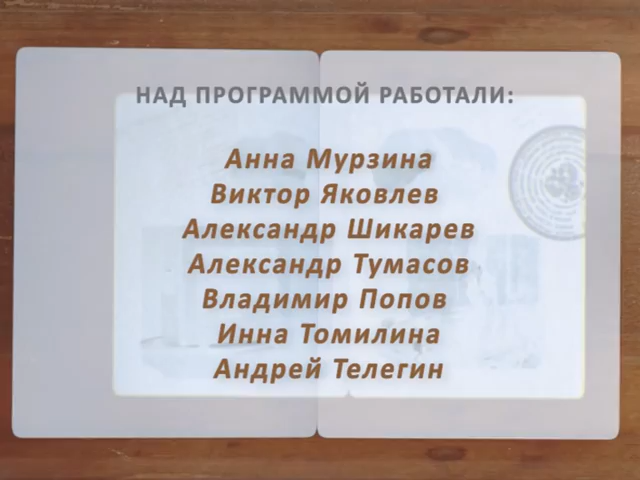 НАД ПРОГРАММОЙ РАБОТАЛИ:
Анна Мурзина
Виктор Яковлев
Александр Шикарев
Александр Тумасов
Владимир Попов
Инна Томилина
Андрей Телегин